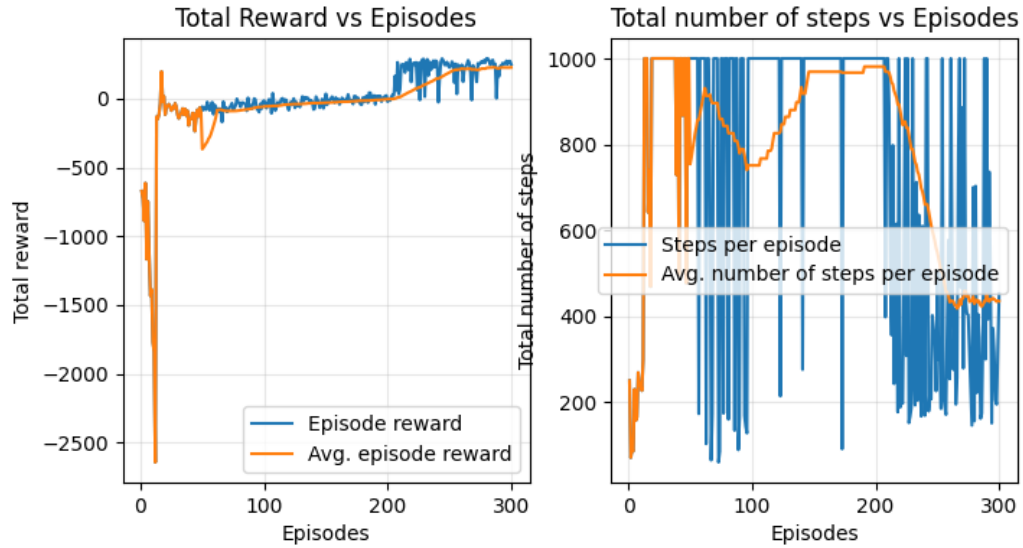 Total Reward vs Episodes
0
−500
−1000
−1500
−2000
−2500
Total reward
0
100
200
300
Episodes
Episode reward
Avg. episode reward
Total number of steps vs Episodes
1000
800
600
400
200
Total number of steps
0
100
200
300
Episodes
Steps per episode
Avg. number of steps per episode